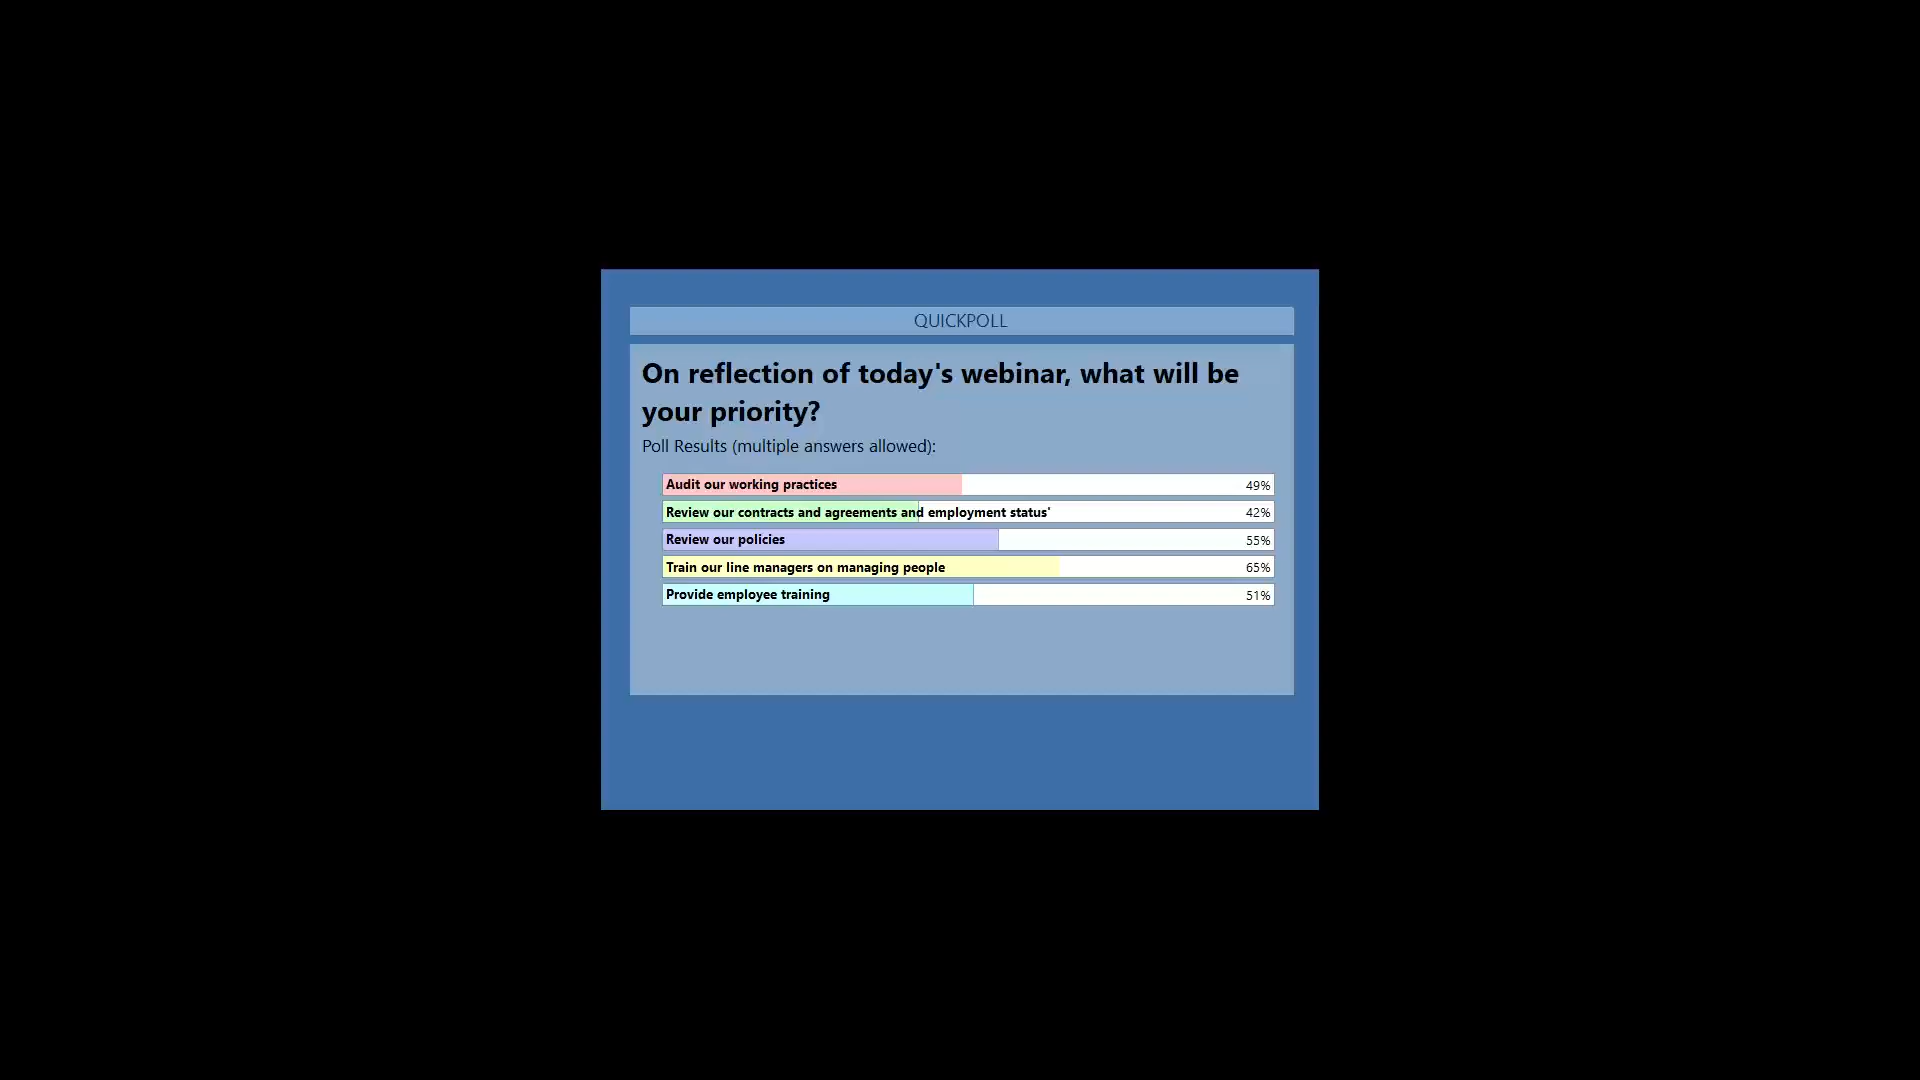 QUICKPOLL
On reflection of today's webinar, what will be
your priority?
Poll Results (multiple answers allowed):
Audit our working practices 49%
Review our contracts and agreements and employment status' 42%
Review our policies 55%
Train our line managers on managing people 65%
Provide employee training 51%